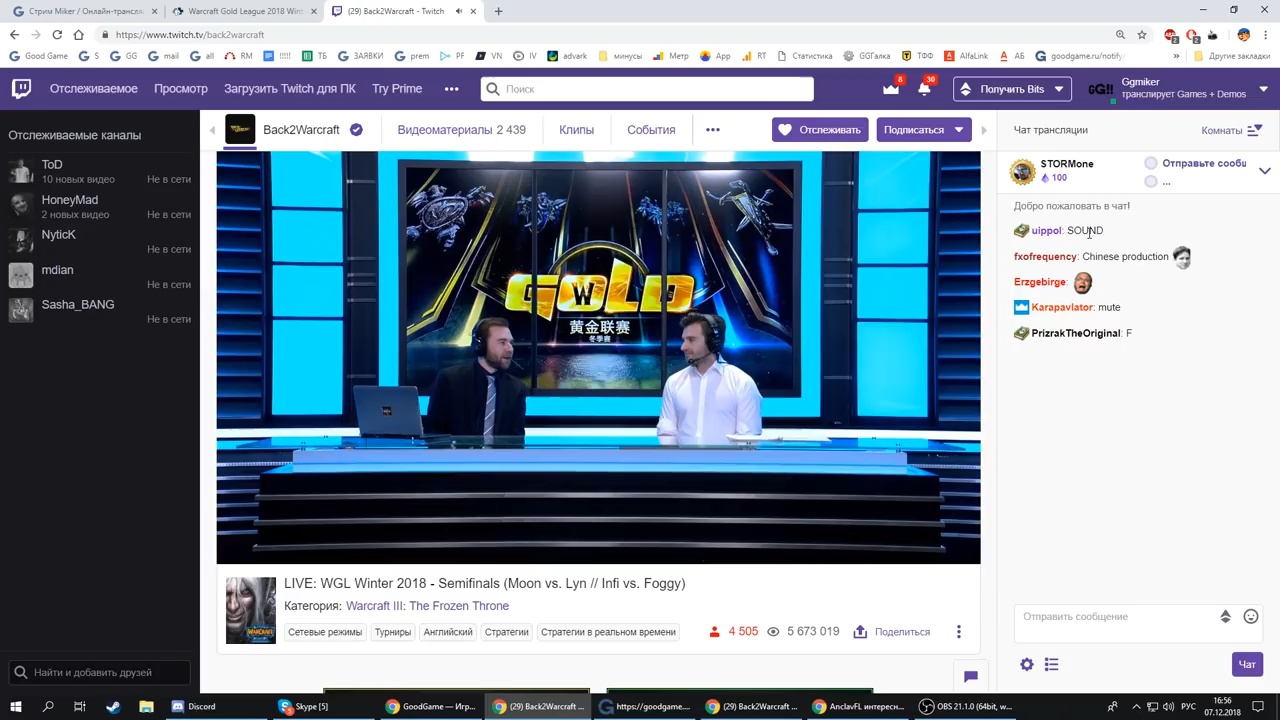 Стрим Miker / Онлайн-трансл
Warcraft Gold League 2018 Wint
(29) Back2Warcraft - Twitch
https://www.twitch.tv/back2warcraft
Good Game
S
GG
mail
all
RM
!!!!
ТБ
ЗАЯВКИ
prem
PF
VN
IV
advark
минусы
Метр
App
RT
Статистика
GGГалка
ТФФ
AlfaLink
АБ
goodgame.ru/notify
Другие закладки
Отслеживаемое
Просмотр
Загрузить Twitch для ПК
Try Prime
Поиск
8
30
Получить Bits
GG!!
Ggmiker
транслирует Games + Demos
Отслеживаемые каналы
ToD
10 новых видео
Не в сети
HoneyMad
2 новых видео
Не в сети
NyticK
Не в сети
mdian
Не в сети
Sasha_BANG
Не в сети
Найти и добавить друзей
Back2Warcraft
Видеоматериалы 2 439
Клипы
События
Отслеживать
Подписаться
GOLD
W
黄金联赛
冬季赛
LIVE: WGL Winter 2018 - Semifinals (Moon vs. Lyn // Infi vs. Foggy)
Категория: Warcraft III: The Frozen Throne
Сетевые режимы
Турниры
Английский
Стратегии
Стратегии в реальном времени
4 505
5 673 019
Поделиться
Чат трансляции
Комнаты
STORMone
100
Отправьте сообщ
...
Добро пожаловать в чат!
uippol: SOUND
fxofrequency: Chinese production
Erzgebirge:
Karapavlator: mute
PrizrakTheOriginal: F
Отправить сообщение
Чат
Discord
Skype [5]
GoodGame — Игр...
(29) Back2Warcraft ...
https://goodgame....
(29) Back2Warcraft ...
AnclavFL интересн...
OBS 21.1.0 (64bit, w...
РУС
16:56
07.12.2018